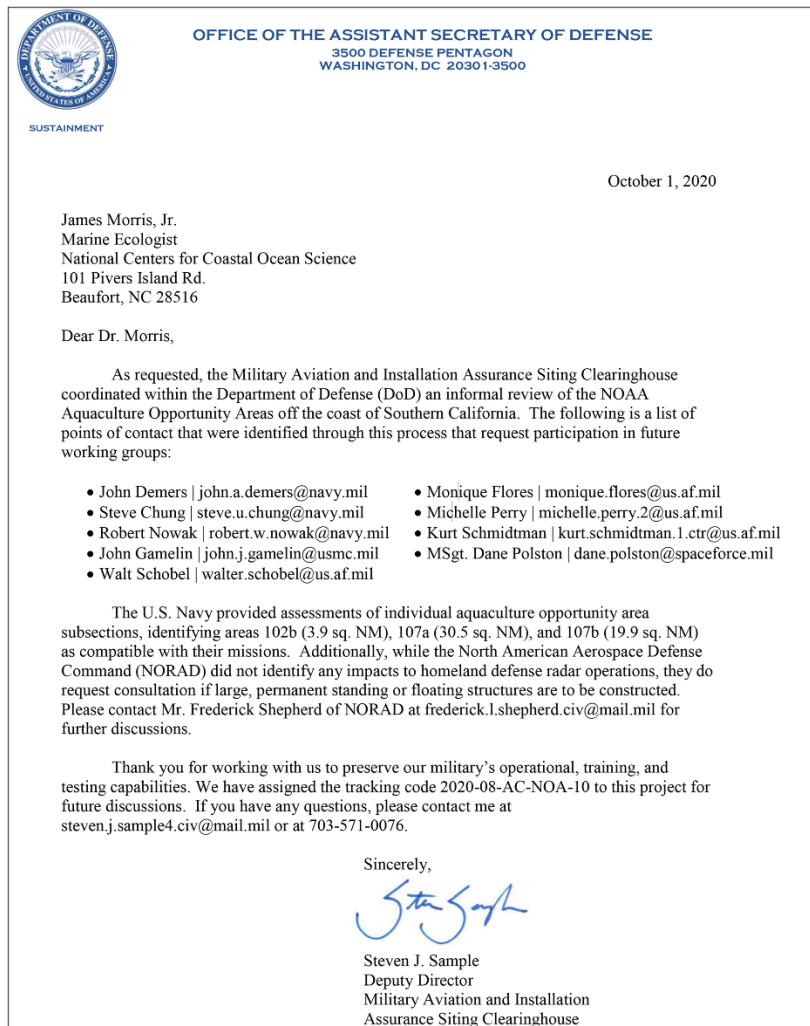 DEPARTMENT OF DEFENSE
UNITED STATES OF AMERICA
OFFICE OF THE ASSISTANT SECRETARY OF DEFENSE
3500 DEFENSE PENTAGON
WASHINGTON, DC 20301-3500
SUSTAINMENT
October 1, 2020
James Morris, Jr.
Marine Ecologist
National Centers for Coastal Ocean Science
101 Pivers Island Rd.
Beaufort, NC 28516
Dear Dr. Morris,
As requested, the Military Aviation and Installation Assurance Siting Clearinghouse
coordinated within the Department of Defense (DoD) an informal review of the NOAA
Aquaculture Opportunity Areas off the coast of Southern California. The following is a list of
points of contact that were identified through this process that request participation in future
working groups:
• John Demers | john.a.demers@navy.mil
• Steve Chung | steve.u.chung@navy.mil
• Robert Nowak | robert.w.nowak@navy.mil
• John Gamelin | john.j.gamelin@usmc.mil
• Walt Schobel | walter.schobel@us.af.mil
• Monique Flores | monique.flores@us.af.mil
• Michelle Perry | michelle.perry.2@us.af.mil
• Kurt Schmidtman | kurt.schmidtman.1.ctr@us.af.mil
• MSgt. Dane Polston | dane.polston@spaceforce.mil
The U.S. Navy provided assessments of individual aquaculture opportunity area
subsections, identifying areas 102b (3.9 sq. NM), 107a (30.5 sq. NM), and 107b (19.9 sq. NM)
as compatible with their missions. Additionally, while the North American Aerospace Defense
Command (NORAD) did not identify any impacts to homeland defense radar operations, they do
request consultation if large, permanent standing or floating structures are to be constructed.
Please contact Mr. Frederick Shepherd of NORAD at frederick.l.shepherd.civ@mail.mil for
further discussions.
Thank you for working with us to preserve our military's operational, training, and
testing capabilities. We have assigned the tracking code 2020-08-AC-NOA-10 to this project for
future discussions. If you have any questions, please contact me at
steven.j.sample4.civ@mail.mil or at 703-571-0076.
Sincerely,
Steven J. Sample
Deputy Director
Military Aviation and Installation
Assurance Siting Clearinghouse